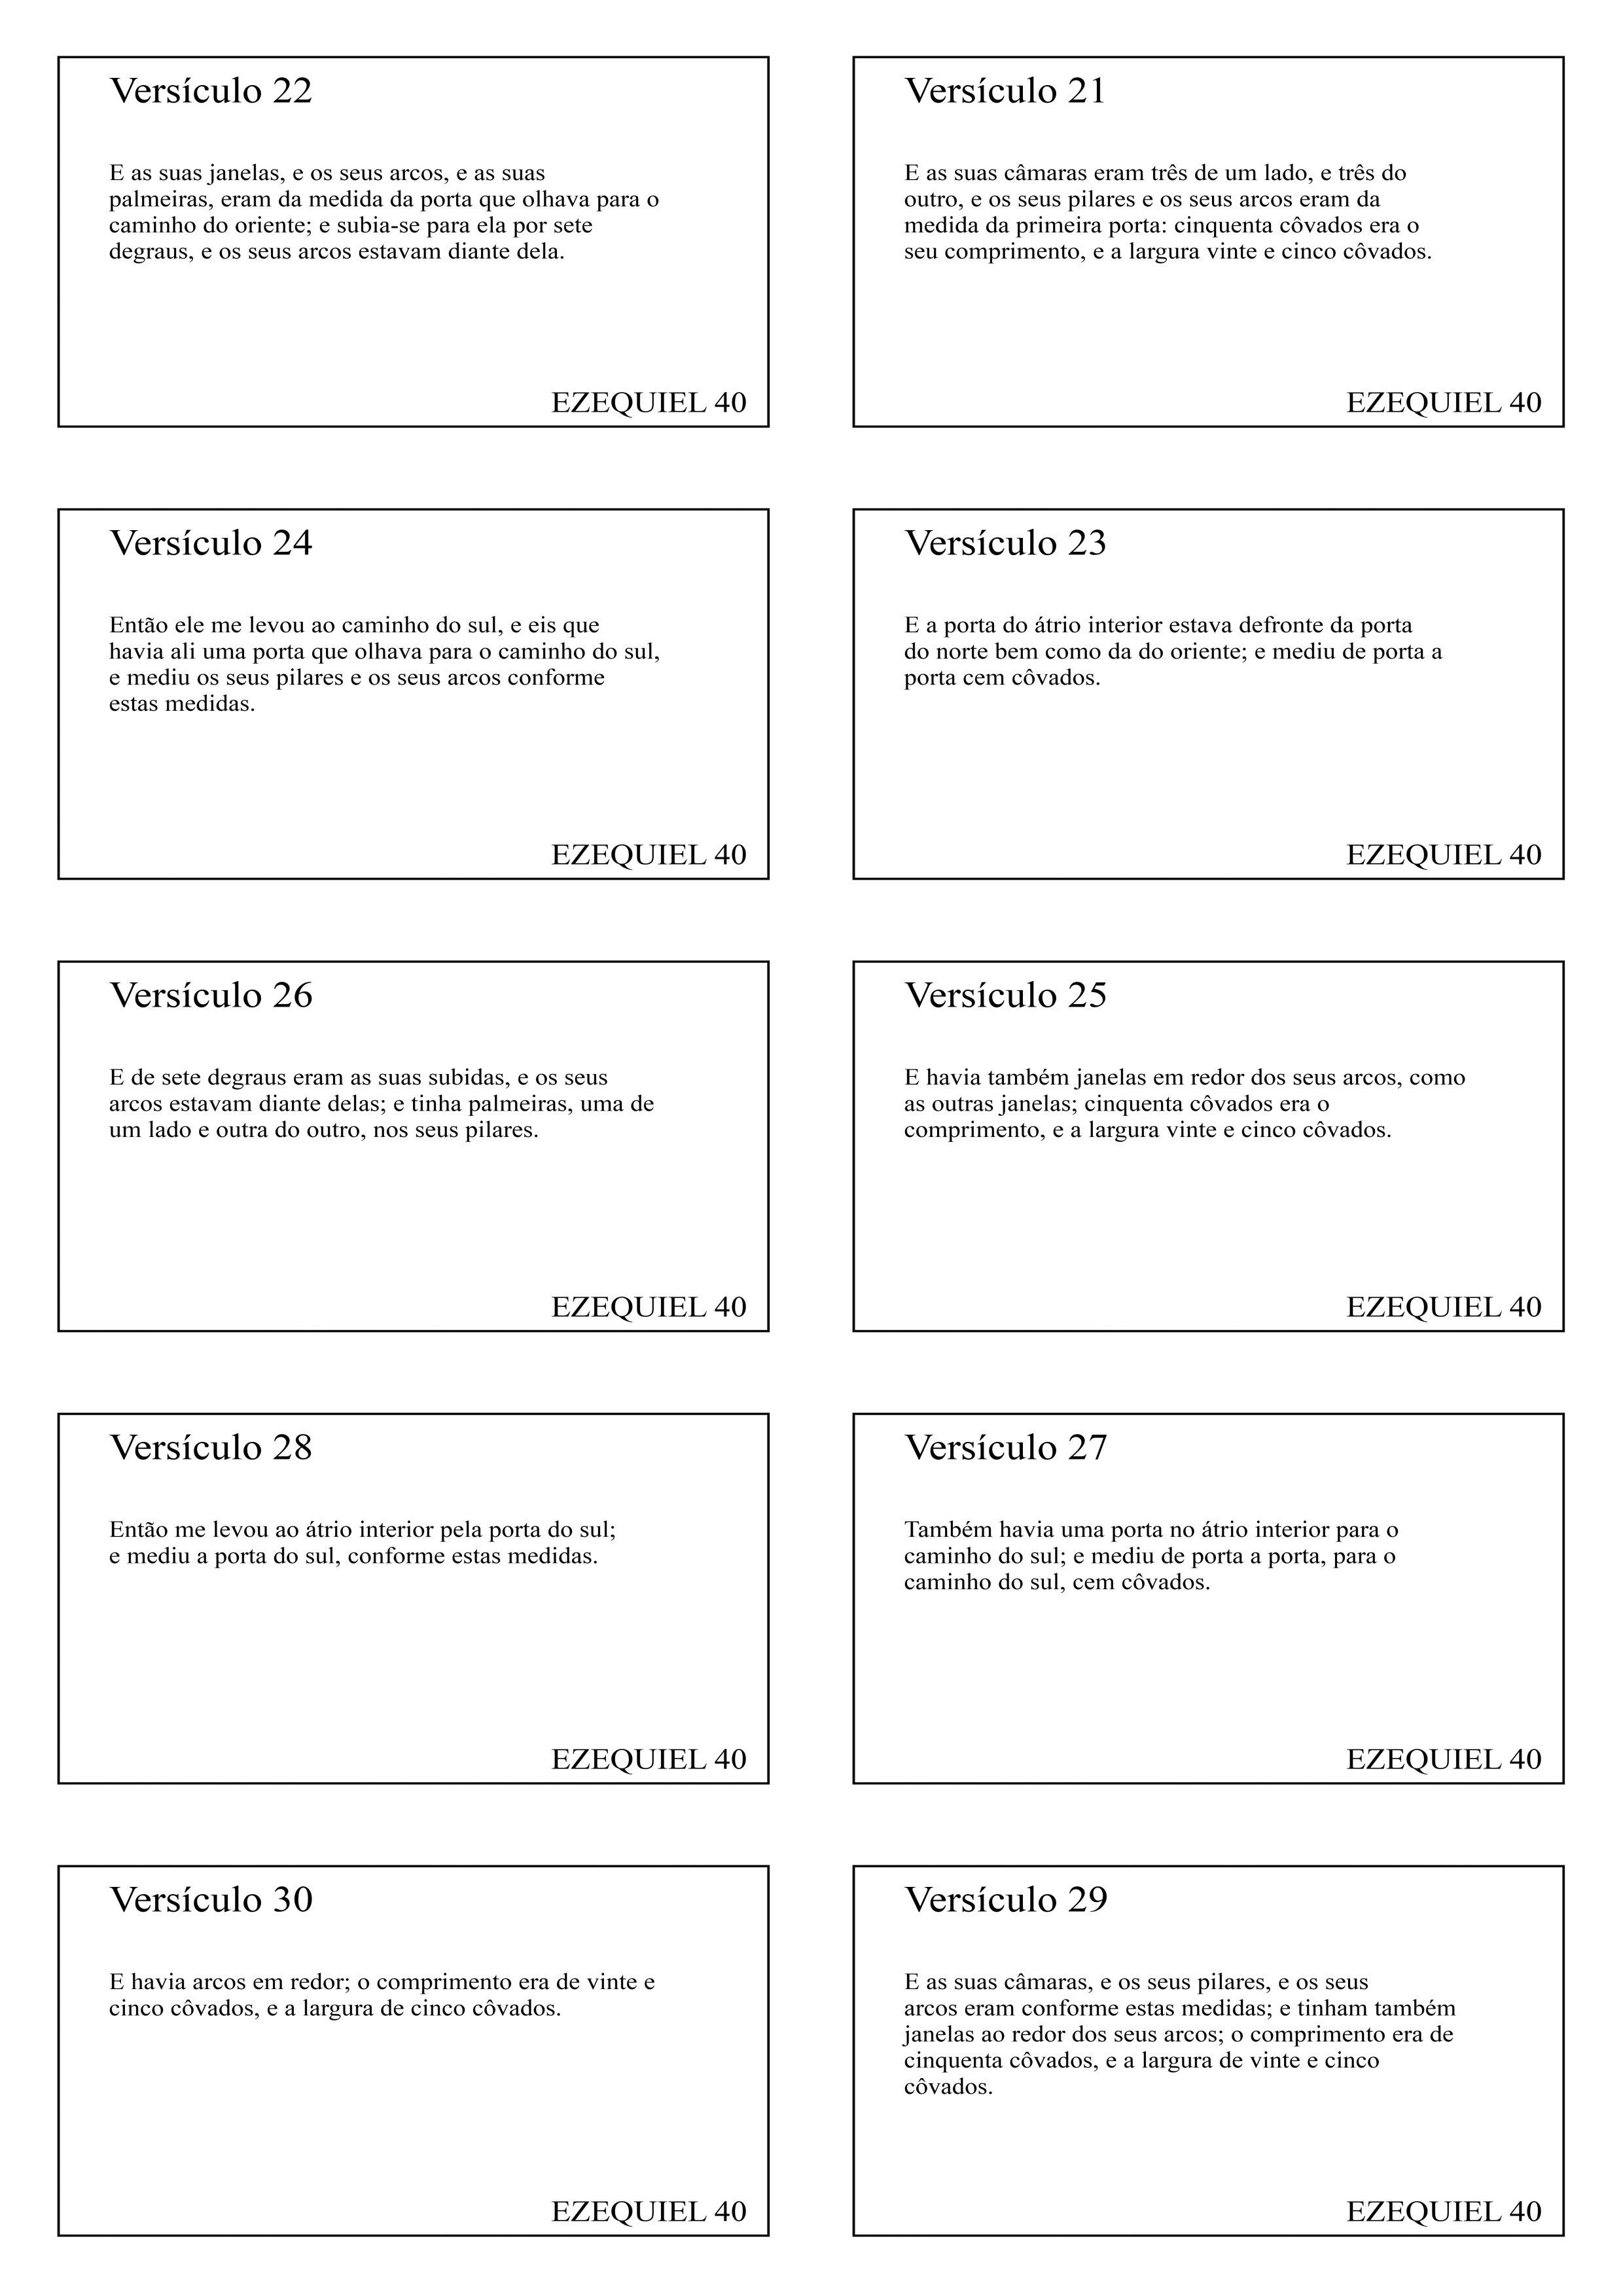 Versículo 22
E as suas janelas, e os seus arcos, e as suas
palmeiras, eram da medida da porta que olhava para o
caminho do oriente; e subia-se para ela por sete
degraus, e os seus arcos estavam diante dela.
EZEQUIEL 40
Versículo 21
E as suas câmaras eram três de um lado, e três do
outro, e os seus pilares e os seus arcos eram da
medida da primeira porta: cinquenta côvados era o
seu comprimento, e a largura vinte e cinco côvados.
EZEQUIEL 40
Versículo 24
Então ele me levou ao caminho do sul, e eis que
havia ali uma porta que olhava para o caminho do sul,
e mediu os seus pilares e os seus arcos conforme
estas medidas.
EZEQUIEL 40
Versículo 23
E a porta do átrio interior estava defronte da porta
do norte bem como da do oriente; e mediu de porta a
porta cem côvados.
EZEQUIEL 40
Versículo 26
E de sete degraus eram as suas subidas, e os seus
arcos estavam diante delas; e tinha palmeiras, uma de
um lado e outra do outro, nos seus pilares.
EZEQUIEL 40
Versículo 25
E havia também janelas em redor dos seus arcos, como
as outras janelas; cinquenta côvados era o
comprimento, e a largura vinte e cinco côvados.
EZEQUIEL 40
Versículo 28
Então me levou ao átrio interior pela porta do sul;
e mediu a porta do sul, conforme estas medidas.
EZEQUIEL 40
Versículo 27
Também havia uma porta no átrio interior para o
caminho do sul; e mediu de porta a porta, para o
caminho do sul, cem côvados.
EZEQUIEL 40
Versículo 30
E havia arcos em redor; o comprimento era de vinte e
cinco côvados, e a largura de cinco côvados.
EZEQUIEL 40
Versículo 29
E as suas câmaras, e os seus pilares, e os seus
arcos eram conforme estas medidas; e tinham também
janelas ao redor dos seus arcos; o comprimento era de
cinquenta côvados, e a largura de vinte e cinco
côvados.
EZEQUIEL 40